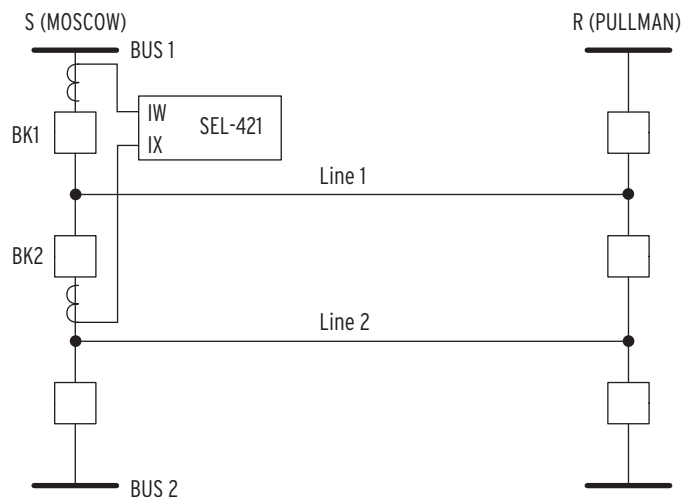 S (MOSCOW)
R (PULLMAN)
BUS 1
IW
SEL-421
BK1
IX
Line 1
BK2
Line 2
BUS 2